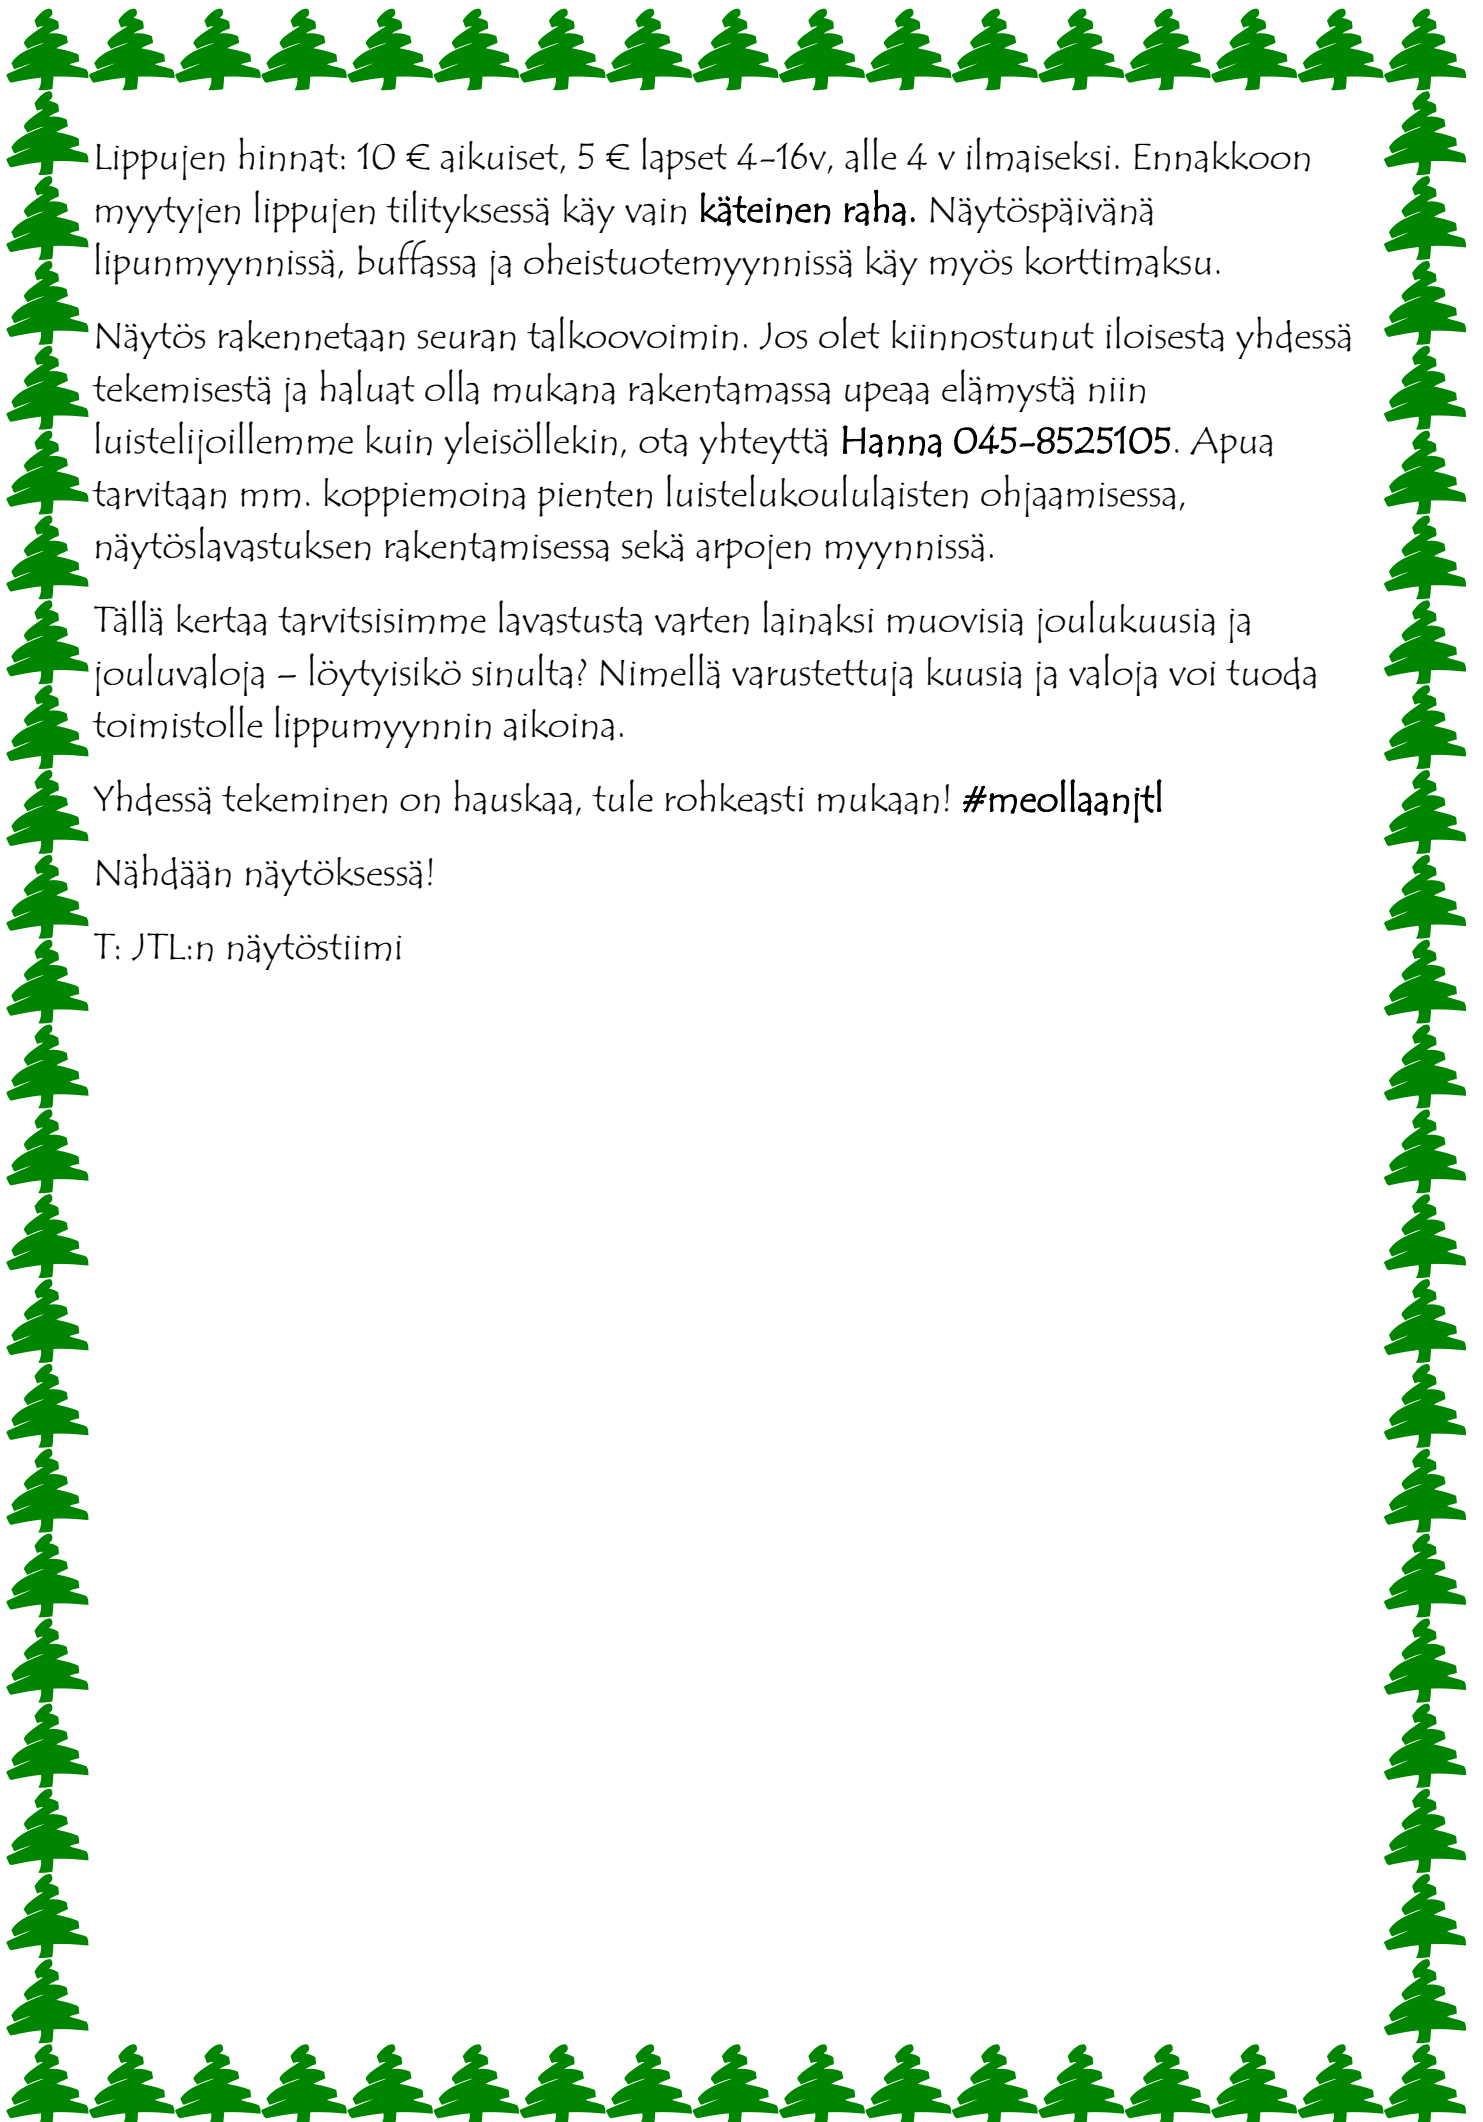 Lippujen hinnat: 10 € aikuiset, 5 € lapset 4-16v, alle 4 v ilmaiseksi. Ennakkoon
myytyjen lippujen tilityksessä käy vain käteinen raha. Näytöspäivänä
lipunmyynnissä, buffassa ja oheistuotemyynnissä käy myös korttimaksu.
Näytös rakennetaan seuran talkoovoimin. Jos olet kiinnostunut iloisesta yhdessä
tekemisestä ja haluat olla mukana rakentamassa upeaa elämystä niin
luistelijoillemme kuin yleisöllekin, ota yhteyttä Hanna 045-8525105. Apua
tarvitaan mm. koppiemoina pienten luistelukoululaisten ohjaamisessa,
näytöslavastuksen rakentamisessa sekä arpojen myynnissä.
Tällä kertaa tarvitsisimme lavastusta varten lainaksi muovisia joulukuusia ja
jouluvaloja – löytyisikö sinulta? Nimellä varustettuja kuusia ja valoja voi tuoda
toimistolle lippumyynnin aikoina.
Yhdessä tekeminen on hauskaa, tule rohkeasti mukaan! #meollaanjtl
Nähdään näytöksessä!
T: JTL:n näytöstiimi